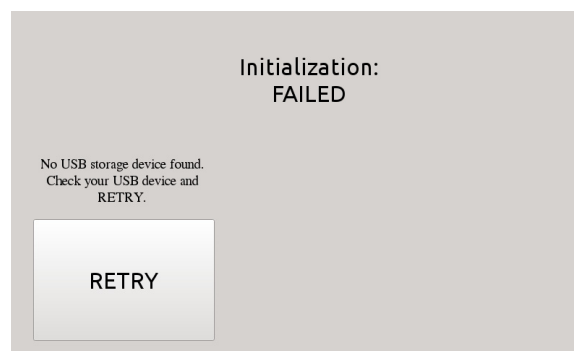 Initialization:
FAILED
No USB storage device found.
Check your USB device and
RETRY.
RETRY